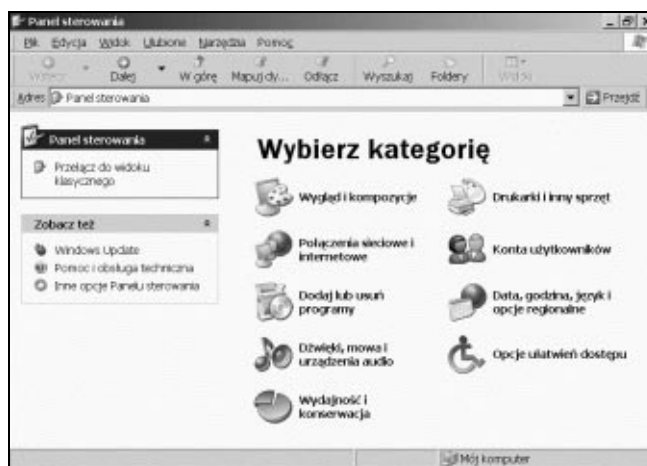 Panel sterowania
Plik Edycja Widok Ulubione Narzędzia Pomoc
Wstecz Dalej W górę Mapuj dy... Odłącz Wyszukaj Foldery Widoki
Adres Panel sterowania Przejdź
Panel sterowania
Przełącz do widoku
klasycznego
Zobacz też
Windows Update
Pomoc i obsługa techniczna
Inne opcje Panelu sterowania
Wybierz kategorię
Wygląd i kompozycje
Drukarki i inny sprzęt
Połączenia sieciowe i
internetowe
Konta użytkowników
Dodaj lub usuń
programy
Data, godzina, język i
opcje regionalne
Dźwięki, mowa i
urządzenia audio
Opcje ułatwień dostępu
Wydajność i
konserwacja
Mój komputer